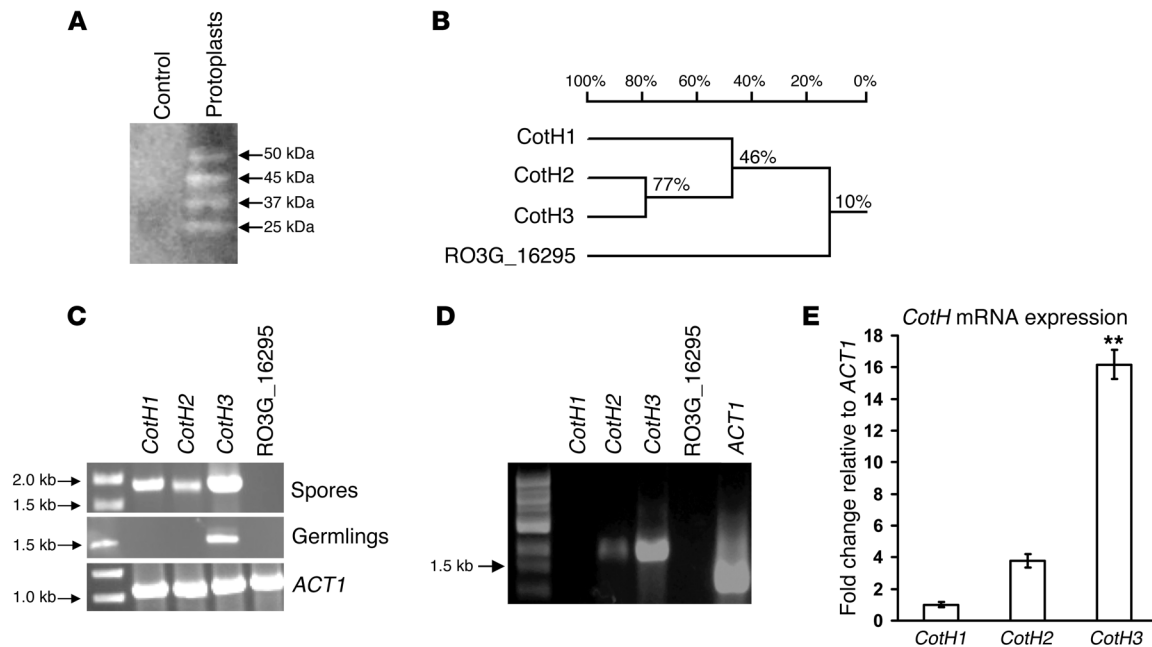 A
Control
Protoplasts
50 kDa
45 kDa
37 kDa
25 kDa
B
100% 80% 60% 40% 20% 0%
CotH1
CotH2
CotH3
RO3G_16295
77%
46%
10%
C
CotH1
CotH2
CotH3
RO3G_16295
2.0 kb
1.5 kb
Spores
1.5 kb
Germlings
1.0 kb
ACT1
D
CotH1
CotH2
CotH3
RO3G_16295
ACT1
1.5 kb
E
CotH mRNA expression
Fold change relative to ACT1
18
16
14
12
10
8
6
4
2
0
**
CotH1 CotH2 CotH3